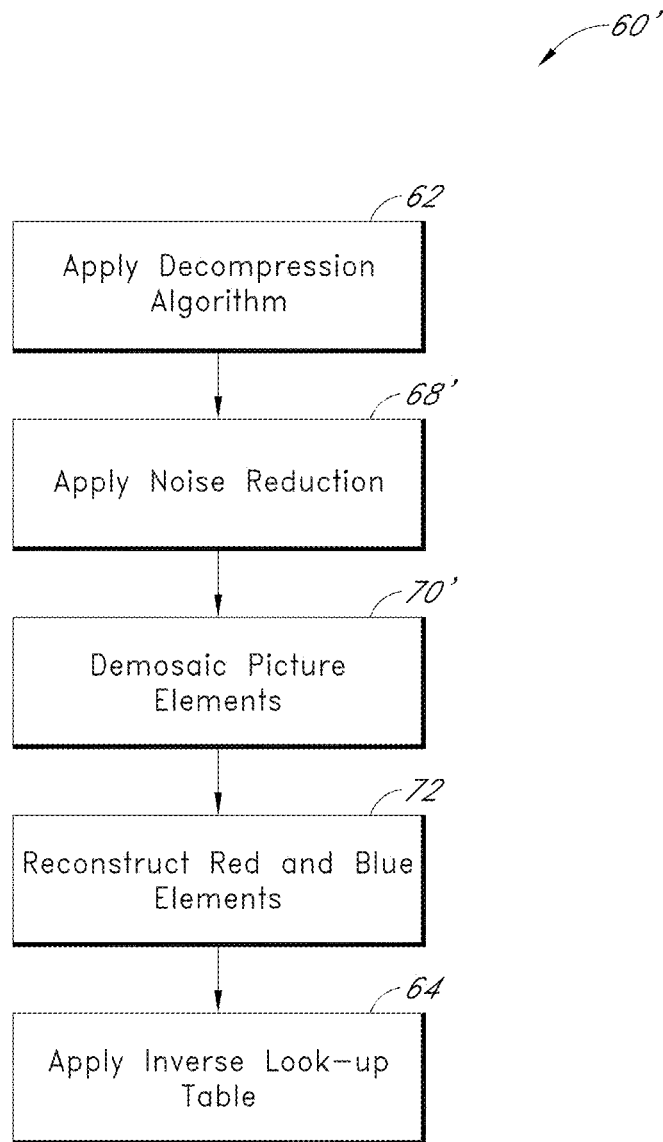 60'
62
Apply Decompression
Algorithm
68'
Apply Noise Reduction
70'
Demosaic Picture
Elements
72
Reconstruct Red and Blue
Elements
64
Apply Inverse Look-up
Table